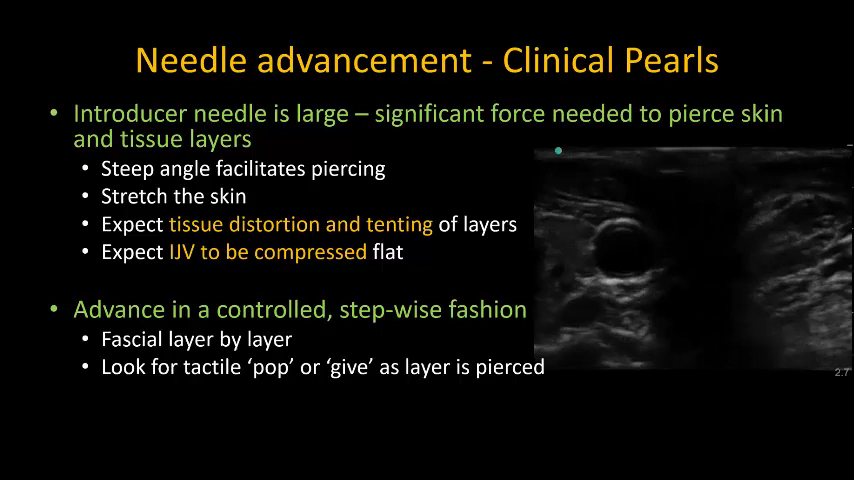 Needle advancement - Clinical Pearls
• Introducer needle is large – significant force needed to pierce skin
and tissue layers
• Steep angle facilitates piercing
• Stretch the skin
• Expect tissue distortion and tenting of layers
• Expect IJV to be compressed flat
• Advance in a controlled, step-wise fashion
• Fascial layer by layer
• Look for tactile ‘pop’ or ‘give’ as layer is pierced
2.7